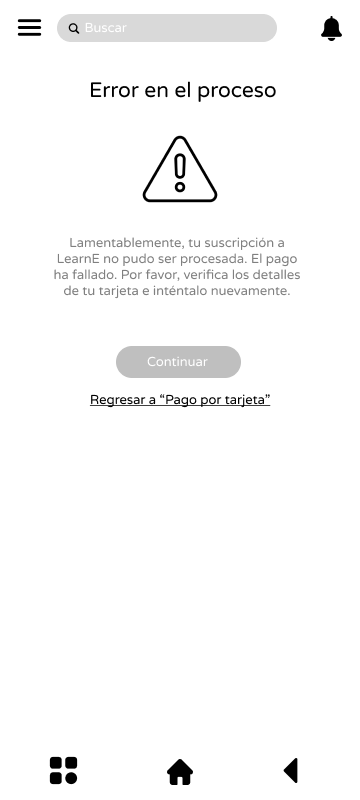 Buscar
Error en el proceso
Lamentablemente, tu suscripción a
LearnE no pudo ser procesada. El pago
ha fallado. Por favor, verifica los detalles
de tu tarjeta e inténtalo nuevamente.
Continuar
Regresar a “Pago por tarjeta”